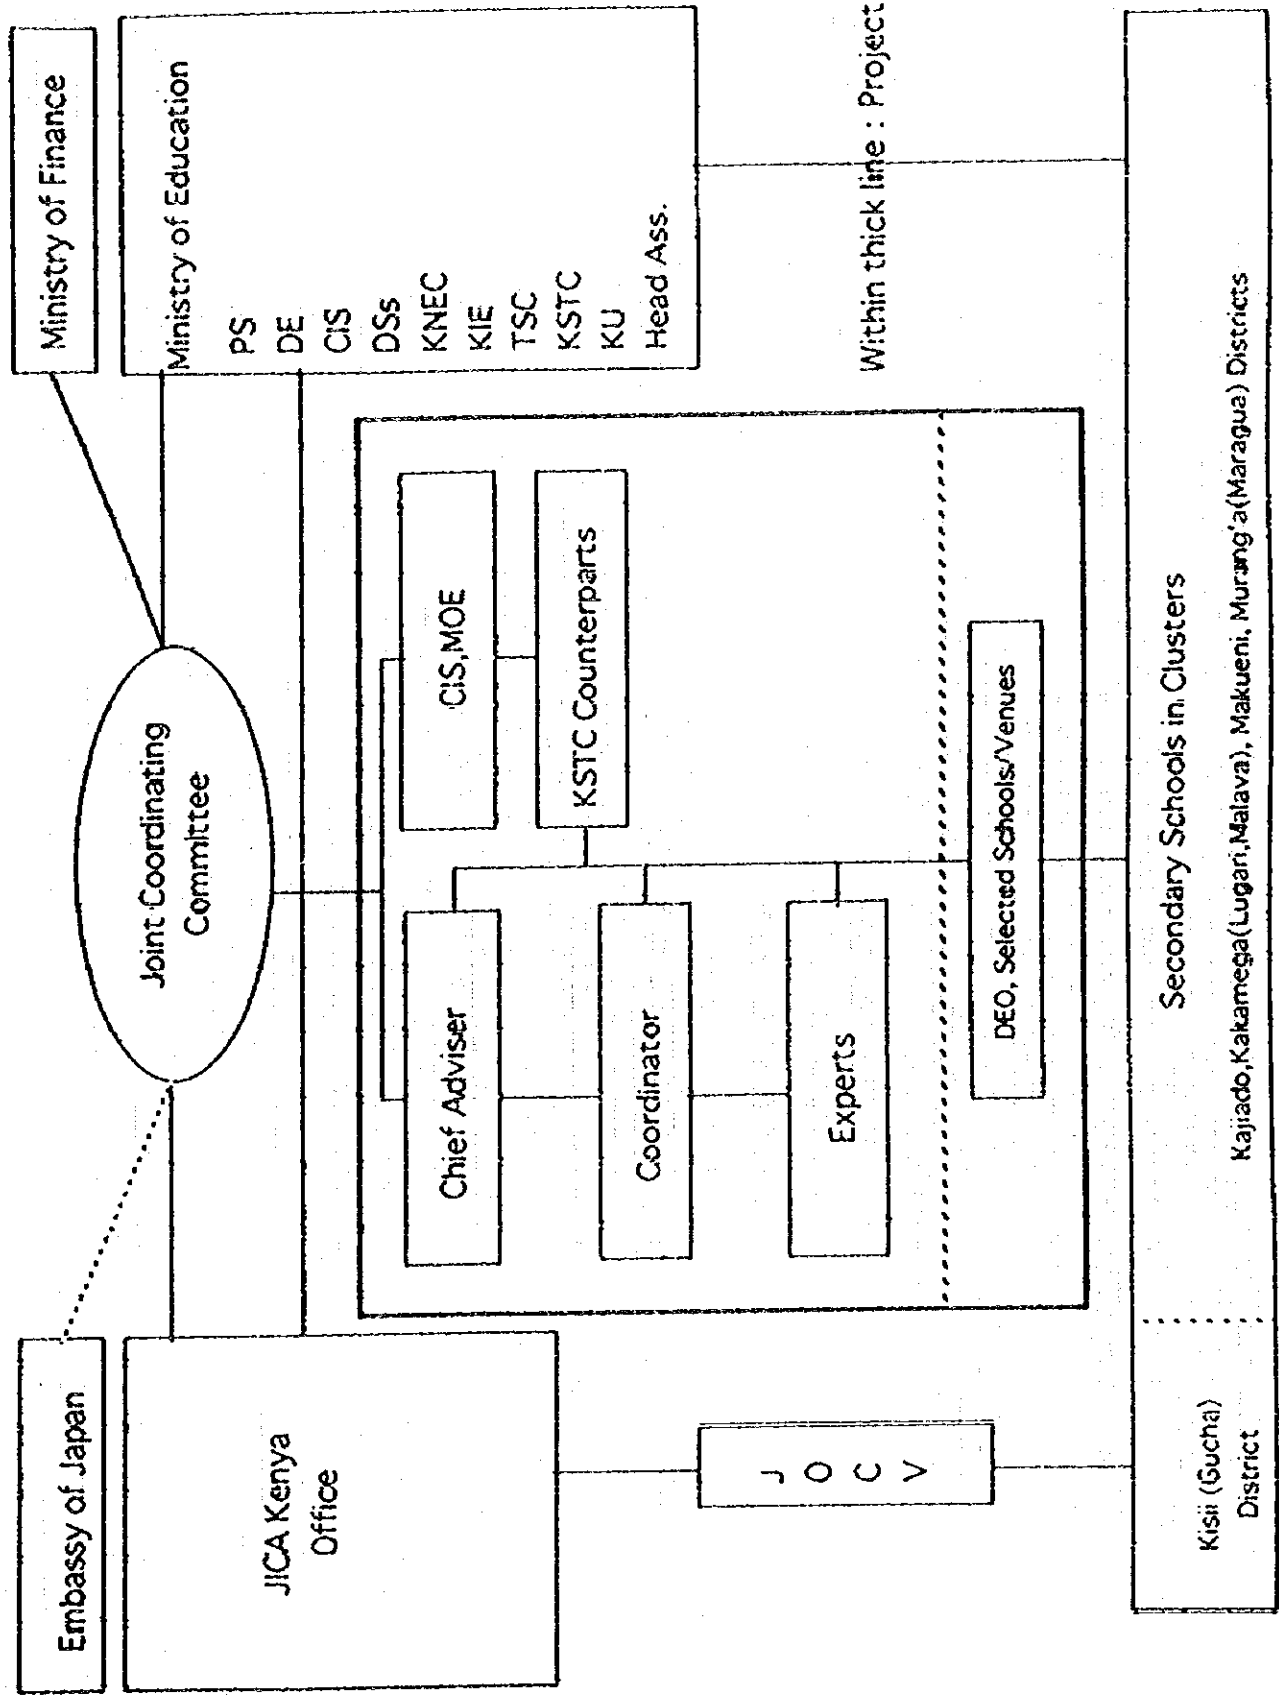 Embassy of Japan
Joint Coordinating
Committee
Ministry of Finance
JICA Kenya
Office
Ministry of Education
PS
DE
CIS
DSs
KNEC
KIE
TSC
KSTC
KU
Head Ass.
Chief Adviser
CIS,MOE
Coordinator
KSTC Counterparts
Experts
J
O
C
V
DEO, Selected Schools/Venues
Within thick line : Project
Secondary Schools in Clusters
Kisii (Gucha)
District
Kajiado,Kakamega(Lugari,Malava), Makueni, Murang'a(Maragua) Districts